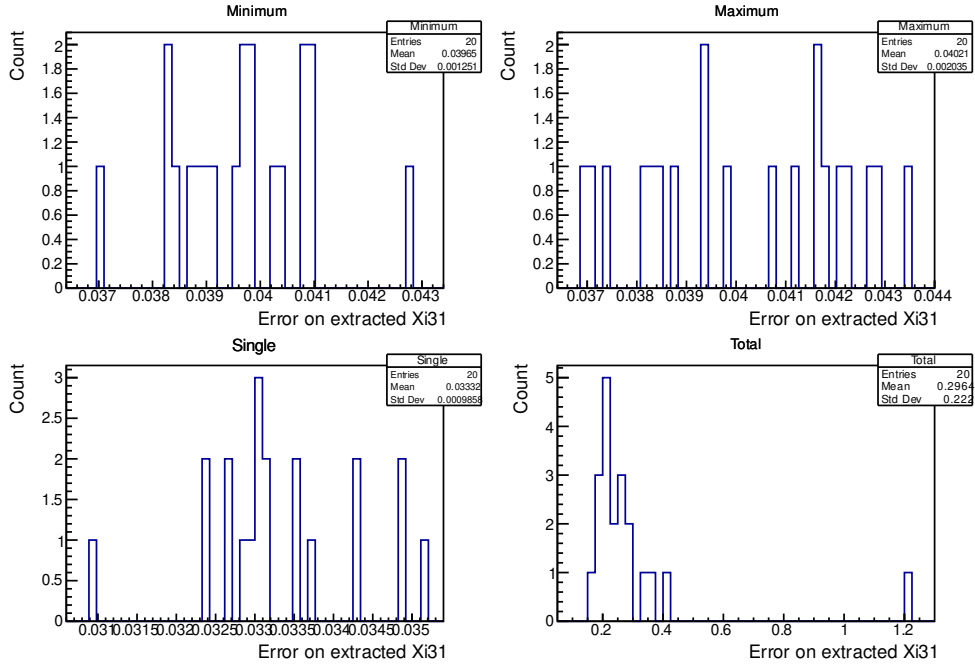 Minimum
Count
Minimum
Entries 20
Mean 0.03965
Std Dev 0.001251
2
1.8
1.6
1.4
1.2
1
0.8
0.6
0.4
0.2
0
0.037 0.038 0.039 0.04 0.041 0.042 0.043
Error on extracted Xi31
Maximum
Count
Maximum
Entries 20
Mean 0.04021
Std Dev 0.002035
2
1.8
1.6
1.4
1.2
1
0.8
0.6
0.4
0.2
0
0.037 0.038 0.039 0.04 0.041 0.042 0.043 0.044
Error on extracted Xi31
Single
Count
Single
Entries 20
Mean 0.03332
Std Dev 0.0009858
3
2.5
2
1.5
1
0.5
0
0.031 0.0315 0.032 0.0325 0.033 0.0335 0.034 0.0345 0.035
Error on extracted Xi31
Total
Count
Total
Entries 20
Mean 0.2964
Std Dev 0.222
5
4
3
2
1
0
0.2 0.4 0.6 0.8 1 1.2
Error on extracted Xi31